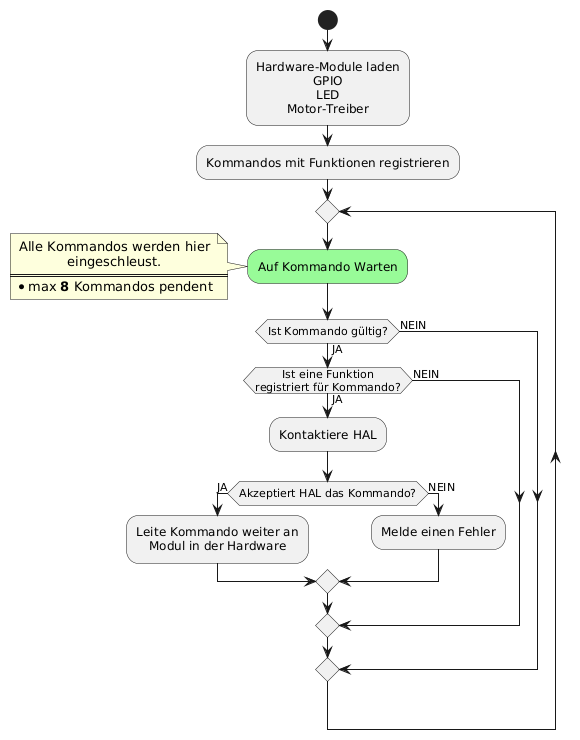 Hardware-Module laden
GPIO
LED
Motor-Treiber
Kommandos mit Funktionen registrieren
Alle Kommandos werden hier
eingeschleust.
• max 8 Kommandos pendent
Auf Kommando Warten
Ist Kommando gültig?
NEIN
JA
Ist eine Funktion
registriert für Kommando?
NEIN
JA
Kontaktiere HAL
JA
Akzeptiert HAL das Kommando?
NEIN
Leite Kommando weiter an
Modul in der Hardware
Melde einen Fehler